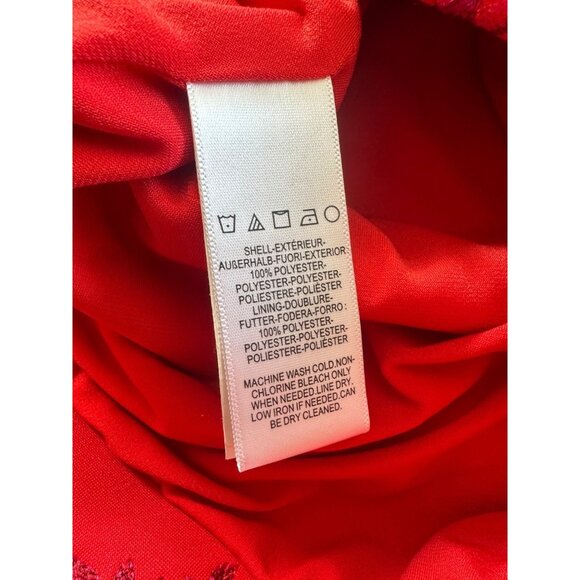 SHELL-EXTÉRIEUR-
AUßERHALB-FUORI-EXTERIOR
100% POLYESTER-
POLYESTER-POLYESTER-
POLIESTERE-POLIÉSTER
LINING-DOUBLURE-
FUTTER-FODERA-FORRO :
100% POLYESTER-
POLYESTER-POLYESTER-
POLIESTERE-POLIÉSTER
MACHINE WASH COLD.NON-
CHLORINE BLEACH ONLY
WHEN NEEDED.LINE DRY.
LOW IRON IF NEEDED.CAN
BE DRY CLEANED.